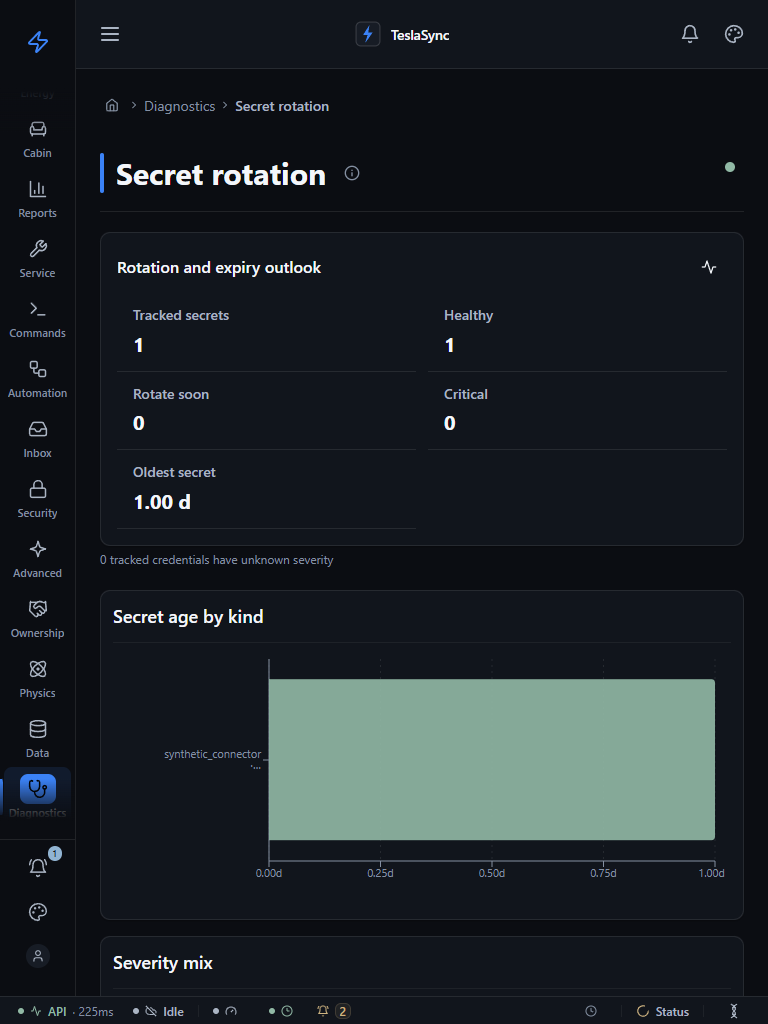 TeslaSync
Diagnostics
Secret rotation
Secret rotation
Energy
Cabin
Reports
Service
Commands
Automation
Inbox
Security
Advanced
Ownership
Physics
Data
Diagnostics
1
Rotation and expiry outlook
Tracked secrets
1
Healthy
1
Rotate soon
0
Critical
0
Oldest secret
1.00 d
0 tracked credentials have unknown severity
Secret age by kind
synthetic_connector
·...
0.00d
0.25d
0.50d
0.75d
1.00d
Severity mix
API · 225ms
Idle
2
Status